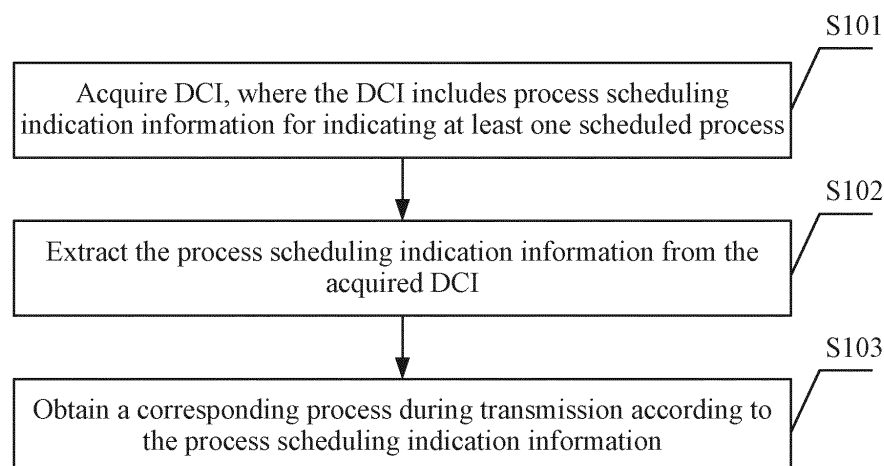 S101
Acquire DCI, where the DCI includes process scheduling
indication information for indicating at least one scheduled process
S102
Extract the process scheduling indication information from the
acquired DCI
S103
Obtain a corresponding process during transmission according to
the process scheduling indication information